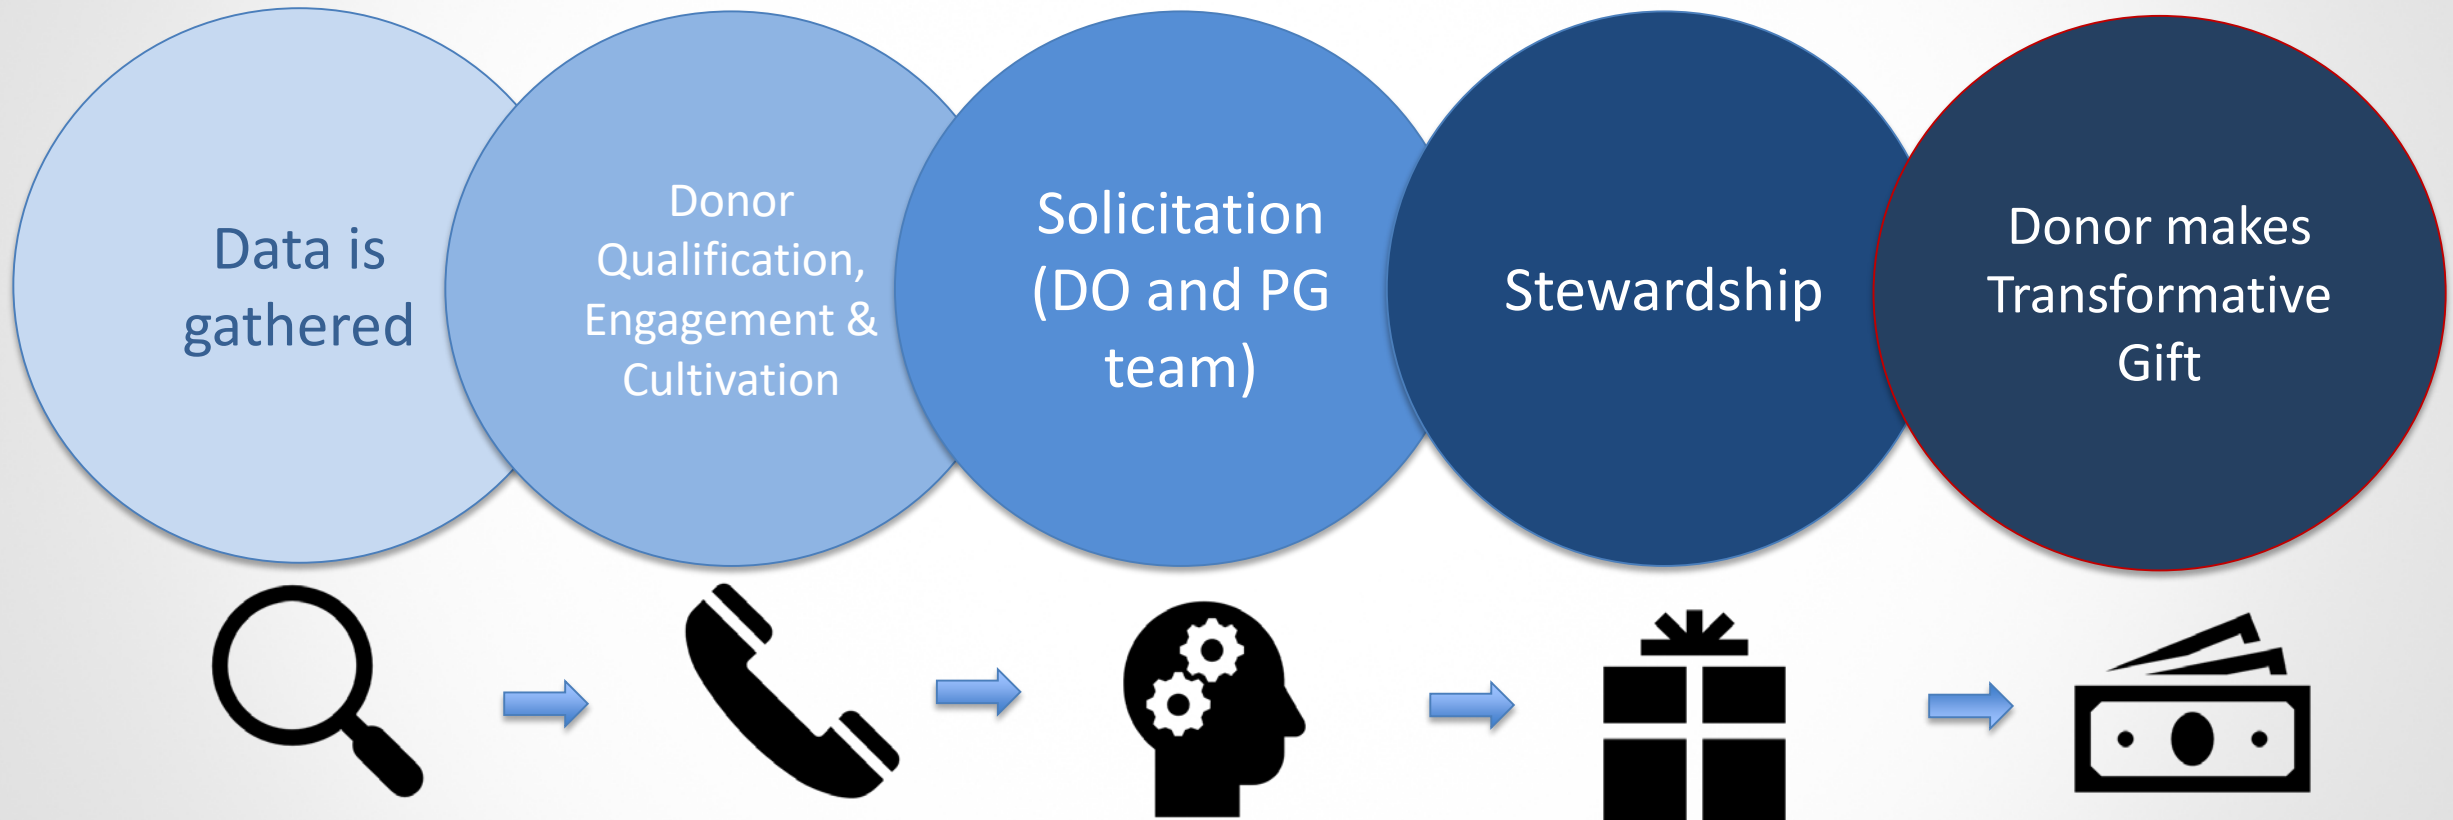 Data is
gathered
Donor
Qualification,
Engagement &
Cultivation
Solicitation
(DO and PG
team)
Stewardship
Donor makes
Transformative
Gift